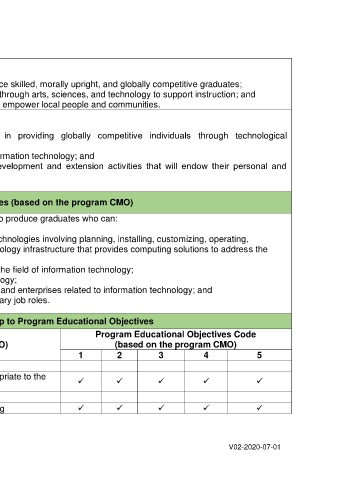 ce skilled, morally upright, and globally competitive graduates;
through arts, sciences, and technology to support instruction; and
empower local people and communities.
in providing globally competitive individuals through technological
rmation technology; and
evelopment and extension activities that will endow their personal and
es (based on the program CMO)
o produce graduates who can:
chnologies involving planning, installing, customizing, operating,
ology infrastructure that provides computing solutions to address the
he field of information technology;
logy;
and enterprises related to information technology; and
ary job roles.
p to Program Educational Objectives
Program Educational Objectives Code
O) (based on the program CMO)
1 2 3 4 5
priate to the
✓ ✓ ✓ ✓ ✓
g ✓ ✓ ✓ ✓ ✓
V02-2020-07-01